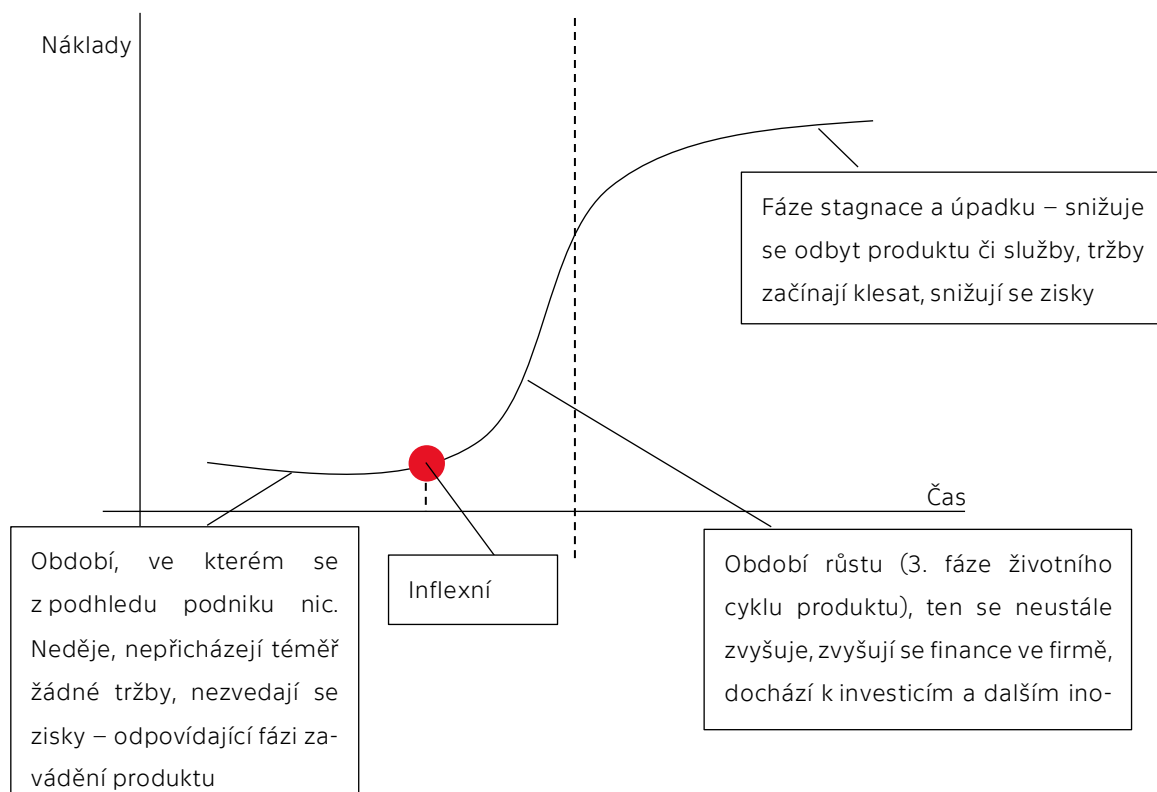 Náklady
Fáze stagnace a úpadku – snižuje
se odbyt produktu či služby, tržby
začínají klesat, snižují se zisky
Čas
Období, ve kterém se
z podhledu podniku nic.
Neděje, nepřicházejí téměř
žádné tržby, nezvedají se
zisky – odpovídající fázi za-
vádění produktu
Inflexní
Období růstu (3. fáze životního
cyklu produktu), ten se neustále
zvyšuje, zvyšují se finance ve firmě,
dochází k investicím a dalším ino-